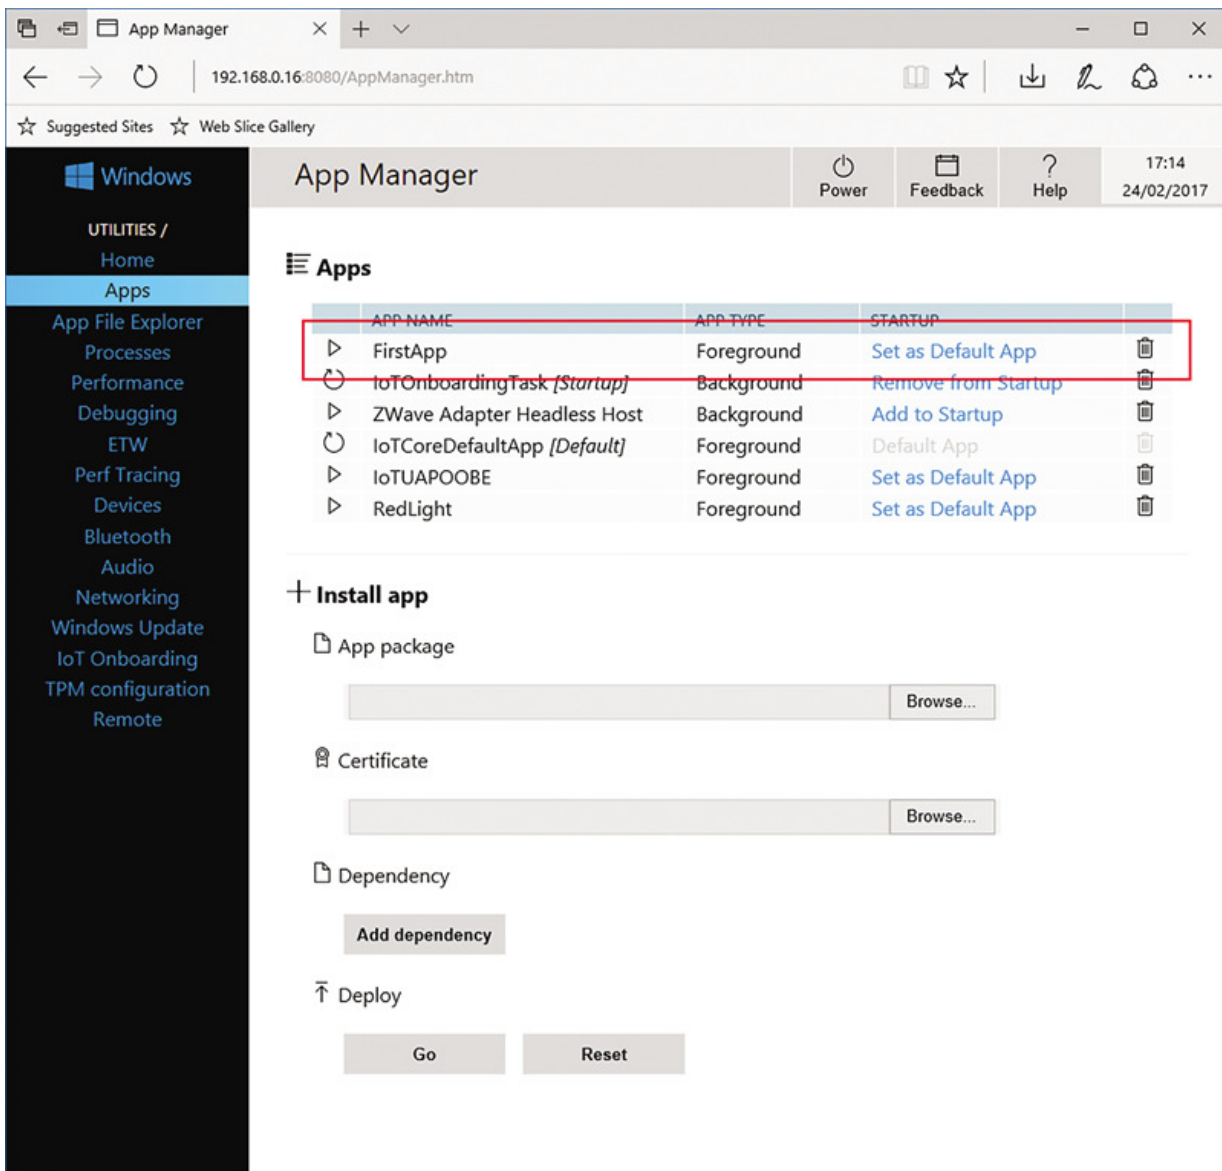 App Manager
192.168.0.16:8080/AppManager.htm
Suggested Sites Web Slice Gallery
Windows
App Manager
Power
Feedback
Help
17:14
24/02/2017
UTILITIES /
Home
Apps
App File Explorer
Processes
Performance
Debugging
ETW
Perf Tracing
Devices
Bluetooth
Audio
Networking
Windows Update
IoT Onboarding
TPM configuration
Remote
Apps
APP NAME APP TYPE STARTUP
FirstApp Foreground Set as Default App
IoTOnboardingTask [Startup] Background Remove from Startup
ZWave Adapter Headless Host Background Add to Startup
IoTCoreDefaultApp [Default] Foreground Default App
IoTUAPOOBE Foreground Set as Default App
RedLight Foreground Set as Default App
Install app
App package
Browse...
Certificate
Browse...
Dependency
Add dependency
Deploy
Go Reset